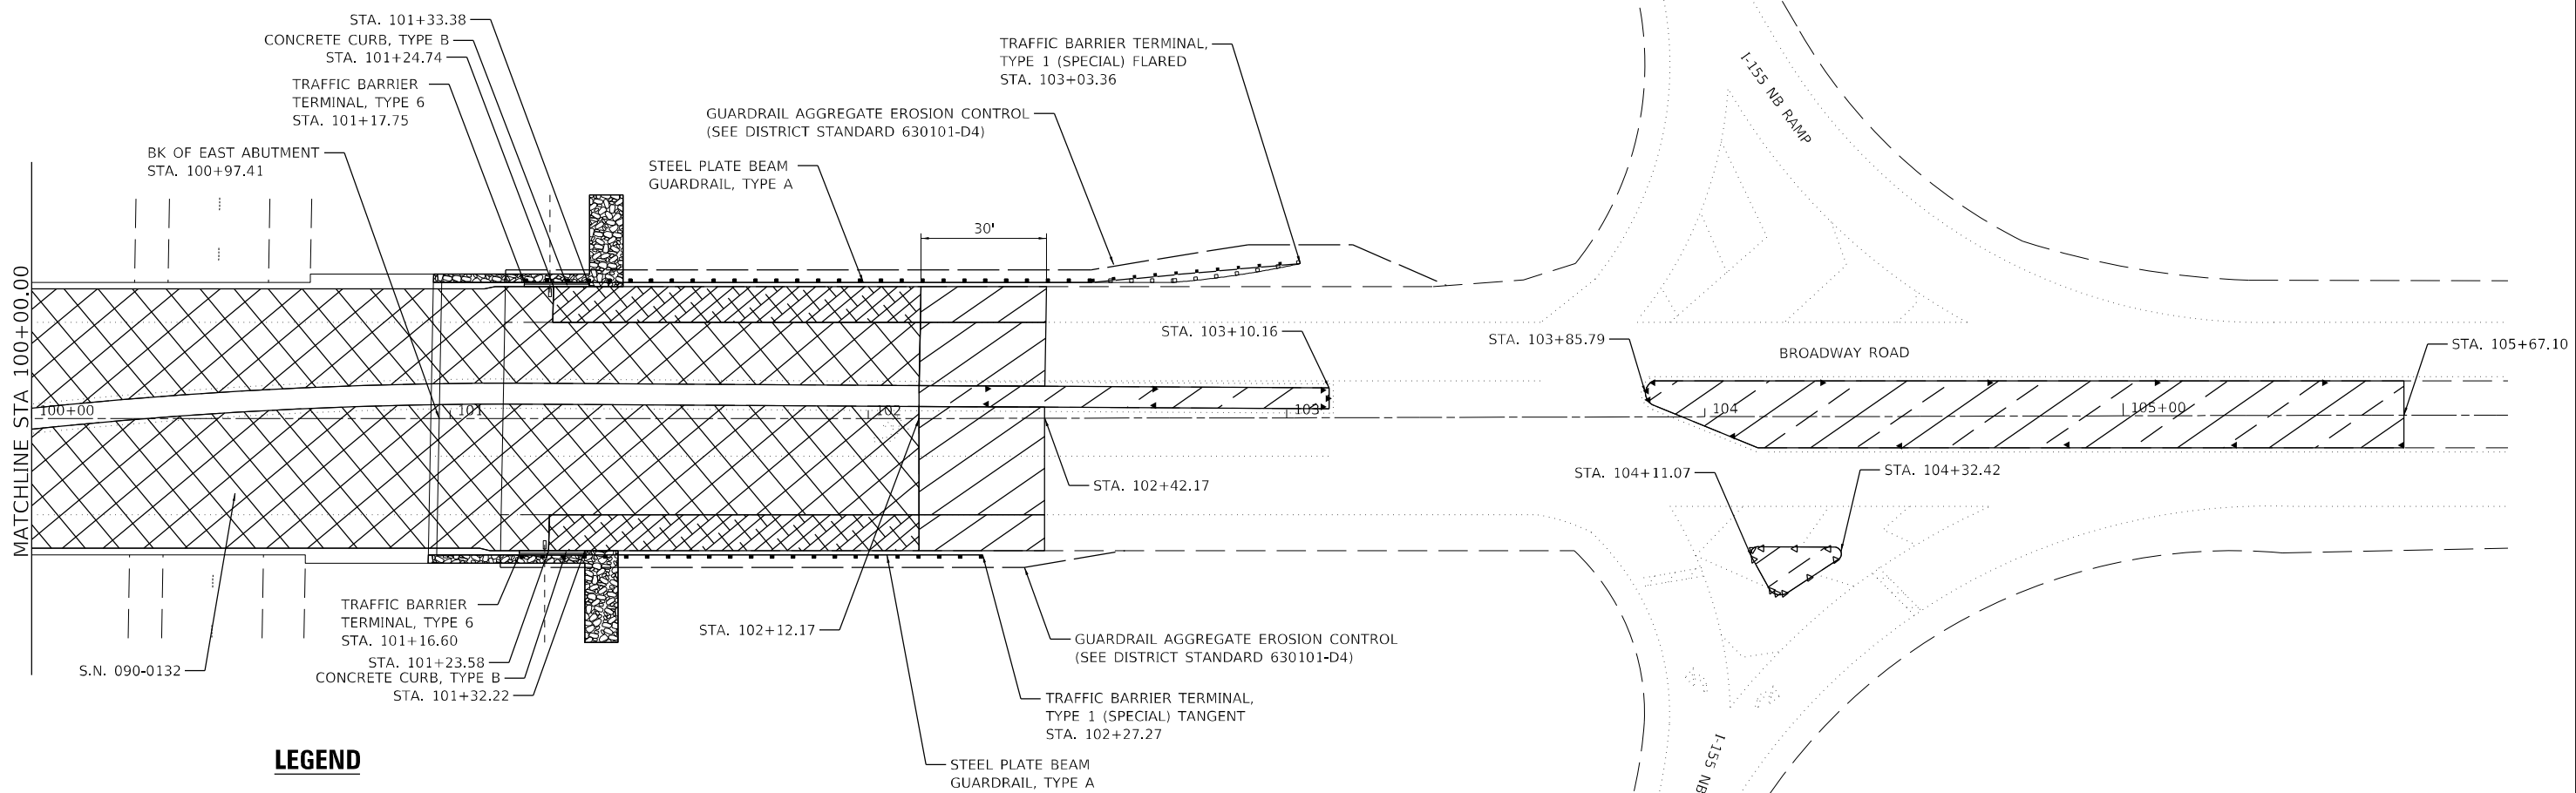 STA. 101+33.38
CONCRETE CURB, TYPE B
STA. 101+24.74
TRAFFIC BARRIER
TERMINAL, TYPE 6
STA. 101+17.75
BK OF EAST ABUTMENT
STA. 100+97.41
TRAFFIC BARRIER TERMINAL,
TYPE 1 (SPECIAL) FLARED
STA. 103+03.36
GUARDRAIL AGGREGATE EROSION CONTROL
(SEE DISTRICT STANDARD 630101-D4)
STEEL PLATE BEAM
GUARDRAIL, TYPE A
30'
I-155 NB RAMP
MATCHLINE STA 100+00.00
STA. 103+10.16
STA. 103+85.79
BROADWAY ROAD
STA. 105+67.10
100+00
101
102
103
104
105+00
STA. 102+42.17
STA. 104+11.07
STA. 104+32.42
TRAFFIC BARRIER
TERMINAL, TYPE 6
STA. 101+16.60
STA. 101+23.58
CONCRETE CURB, TYPE B
STA. 101+32.22
S.N. 090-0132
STA. 102+12.17
GUARDRAIL AGGREGATE EROSION CONTROL
(SEE DISTRICT STANDARD 630101-D4)
TRAFFIC BARRIER TERMINAL,
TYPE 1 (SPECIAL) TANGENT
STA. 102+27.27
STEEL PLATE BEAM
GUARDRAIL, TYPE A
I-155 NB
LEGEND